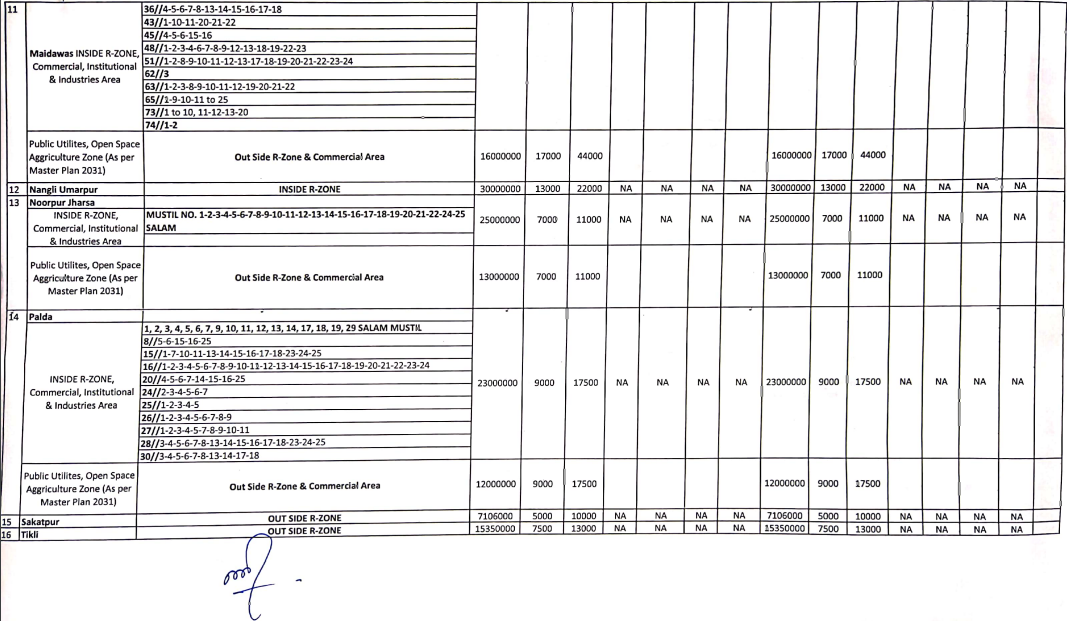 11
Maidawas INSIDE R-ZONE, Commercial, Institutional & Industries Area
36//4-5-6-7-8-13-14-15-16-17-18
43//1-10-11-20-21-22
45//4-5-6-15-16
48//1-2-3-4-6-7-8-9-12-13-18-19-22-23
51//1-2-8-9-10-11-12-13-17-18-19-20-21-22-23-24
62//3
63//1-2-3-8-9-10-11-12-19-20-21-22
65//1-9-10-11 to 25
73//1 to 10, 11-12-13-20
74//1-2
Public Utilites, Open Space
Aggriculture Zone (As per Out Side R-Zone & Commercial Area 16000000 17000 44000 16000000 17000 44000
Master Plan 2031)
12 Nangli Umarpur INSIDE R-ZONE 30000000 13000 22000 NA NA NA NA 30000000 13000 22000 NA NA NA NA
13 Noorpur Jharsa
INSIDE R-ZONE, MUSTIL NO. 1-2-3-4-5-6-7-8-9-10-11-12-13-14-15-16-17-18-19-20-21-22-24-25
Commercial, Institutional SALAM 25000000 7000 11000 NA NA NA NA 25000000 7000 11000 NA NA NA NA
& Industries Area
Public Utilites, Open Space
Aggriculture Zone (As per Out Side R-Zone & Commercial Area 13000000 7000 11000 13000000 7000 11000
Master Plan 2031)
14 Palda
1, 2, 3, 4, 5, 6, 7, 9, 10, 11, 12, 13, 14, 17, 18, 19, 29 SALAM MUSTIL
8//5-6-15-16-25
15//1-7-10-11-13-14-15-16-17-18-23-24-25
16//1-2-3-4-5-6-7-8-9-10-11-12-13-14-15-16-17-18-19-20-21-22-23-24
INSIDE R-ZONE, 20//4-5-6-7-14-15-16-25 23000000 9000 17500 NA NA NA NA 23000000 9000 17500 NA NA NA NA
Commercial, Institutional 24//2-3-4-5-6-7
& Industries Area 25//1-2-3-4-5
26//1-2-3-4-5-6-7-8-9
27//1-2-3-4-5-7-8-9-10-11
28//3-4-5-6-7-8-13-14-15-16-17-18-23-24-25
30//3-4-5-6-7-8-13-14-17-18
Public Utilites, Open Space
Aggriculture Zone (As per Out Side R-Zone & Commercial Area 12000000 9000 17500 12000000 9000 17500
Master Plan 2031)
15 Sakatpur OUT SIDE R-ZONE 7106000 5000 10000 NA NA NA NA 7106000 5000 10000 NA NA NA NA
16 Tikli OUT SIDE R-ZONE 15350000 7500 13000 NA NA NA NA 15350000 7500 13000 NA NA NA NA